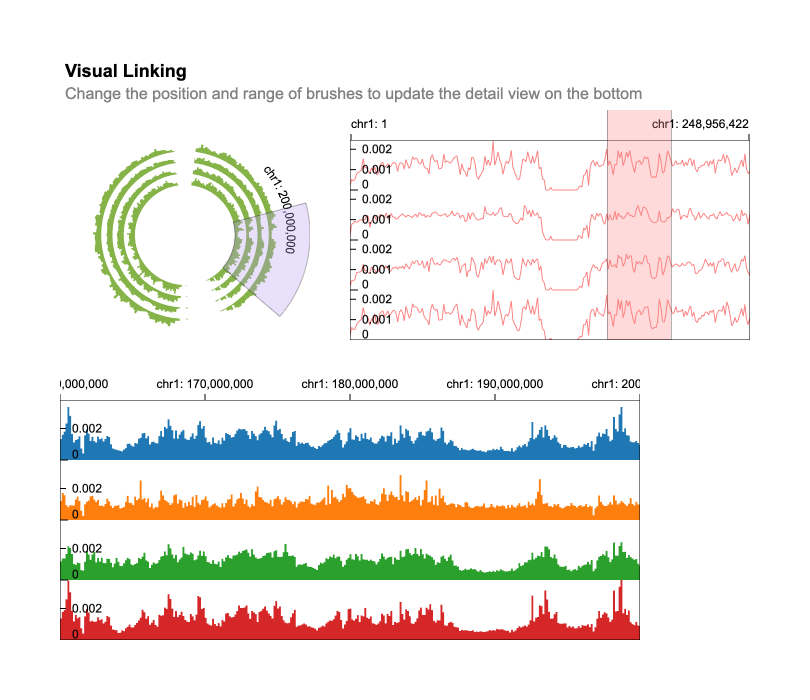 Visual Linking
Change the position and range of brushes to update the detail view on the bottom
chr1: 200,000,000
chr1: 1
chr1: 248,956,422
0.002
0.001
0
0.002
0.001
0
0.002
0.001
0
0.002
0.001
0
0,000,000
chr1: 170,000,000
chr1: 180,000,000
chr1: 190,000,000
chr1: 200
0.002
0
0.002
0
0.002
0
0.002
0